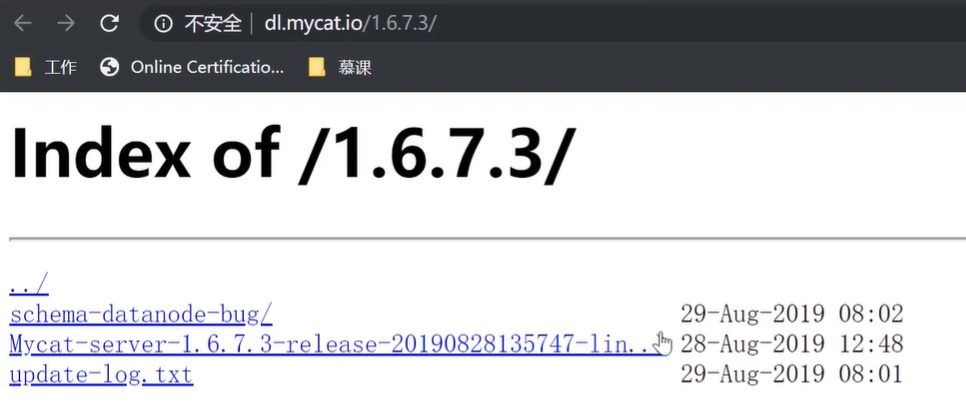 不安全 | dl.mycat.io/1.6.7.3/
工作 Online Certificatio... 慕课
Index of /1.6.7.3/
../
schema-datanode-bug/ 29-Aug-2019 08:02
Mycat-server-1.6.7.3-release-20190828135747-lin.. 28-Aug-2019 12:48
update-log.txt 29-Aug-2019 08:01